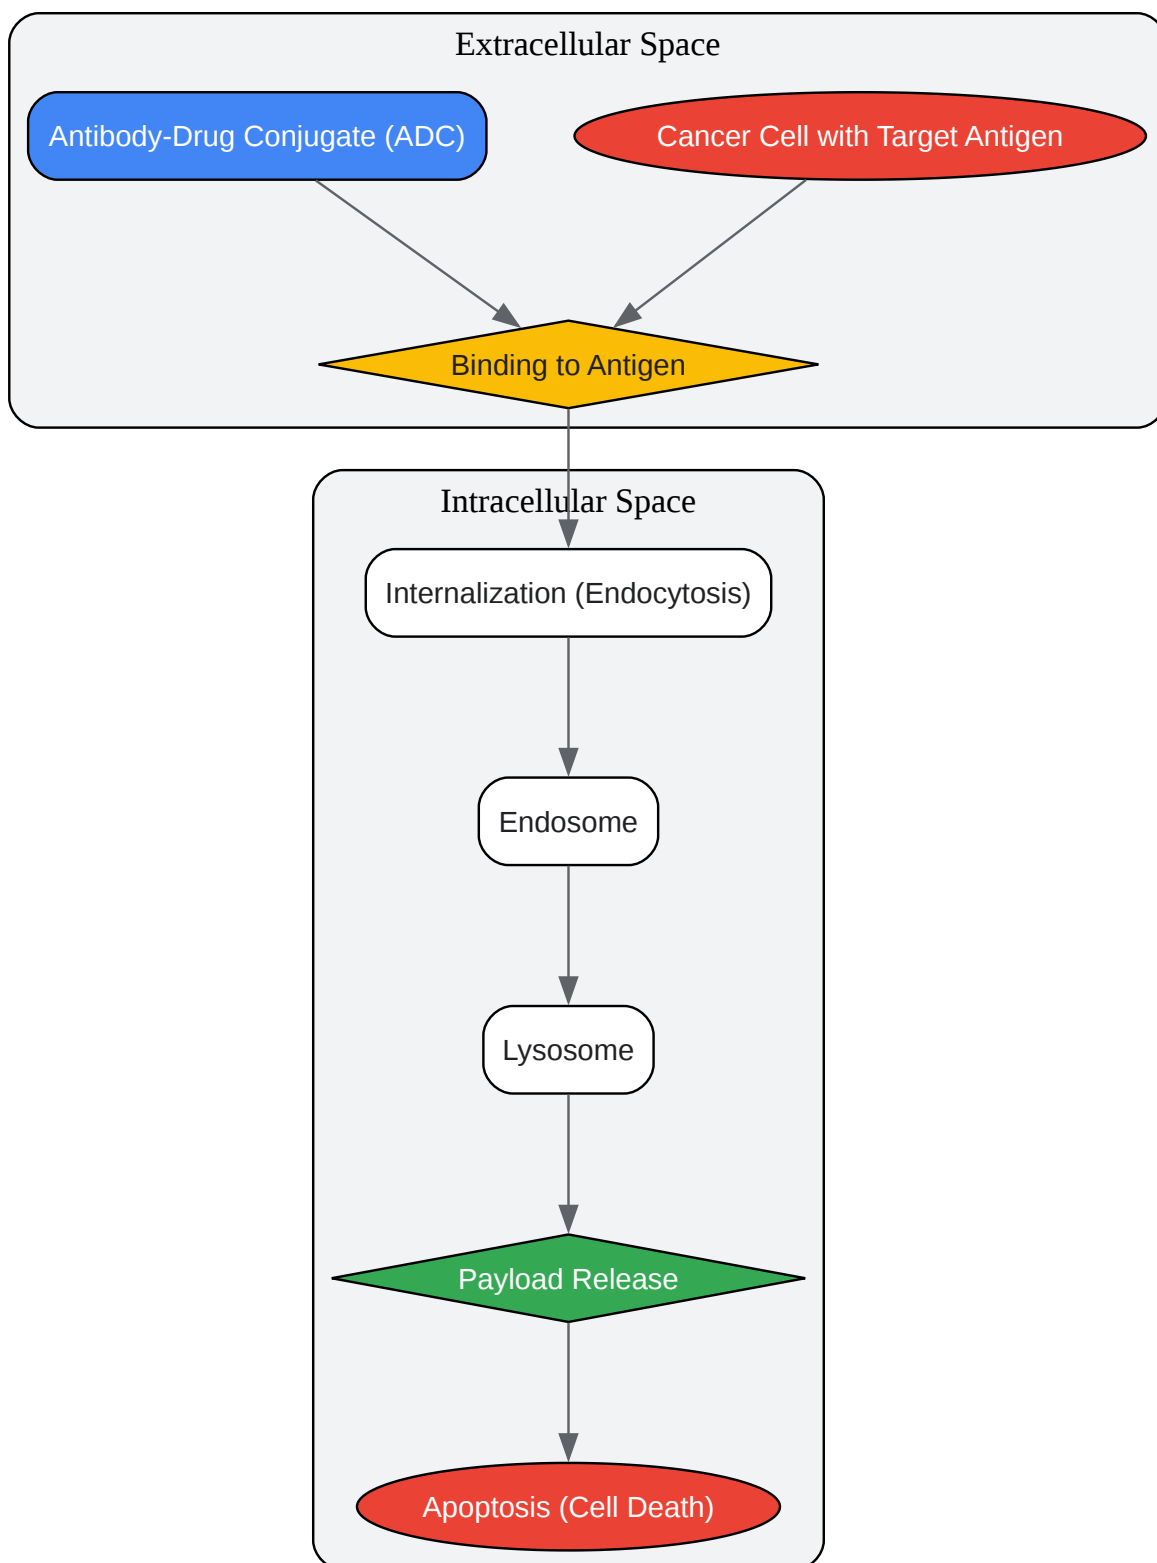 Extracellular Space
Antibody-Drug Conjugate (ADC)
Cancer Cell with Target Antigen
Binding to Antigen
Intracellular Space
Internalization (Endocytosis)
Endosome
Lysosome
Payload Release
Apoptosis (Cell Death)